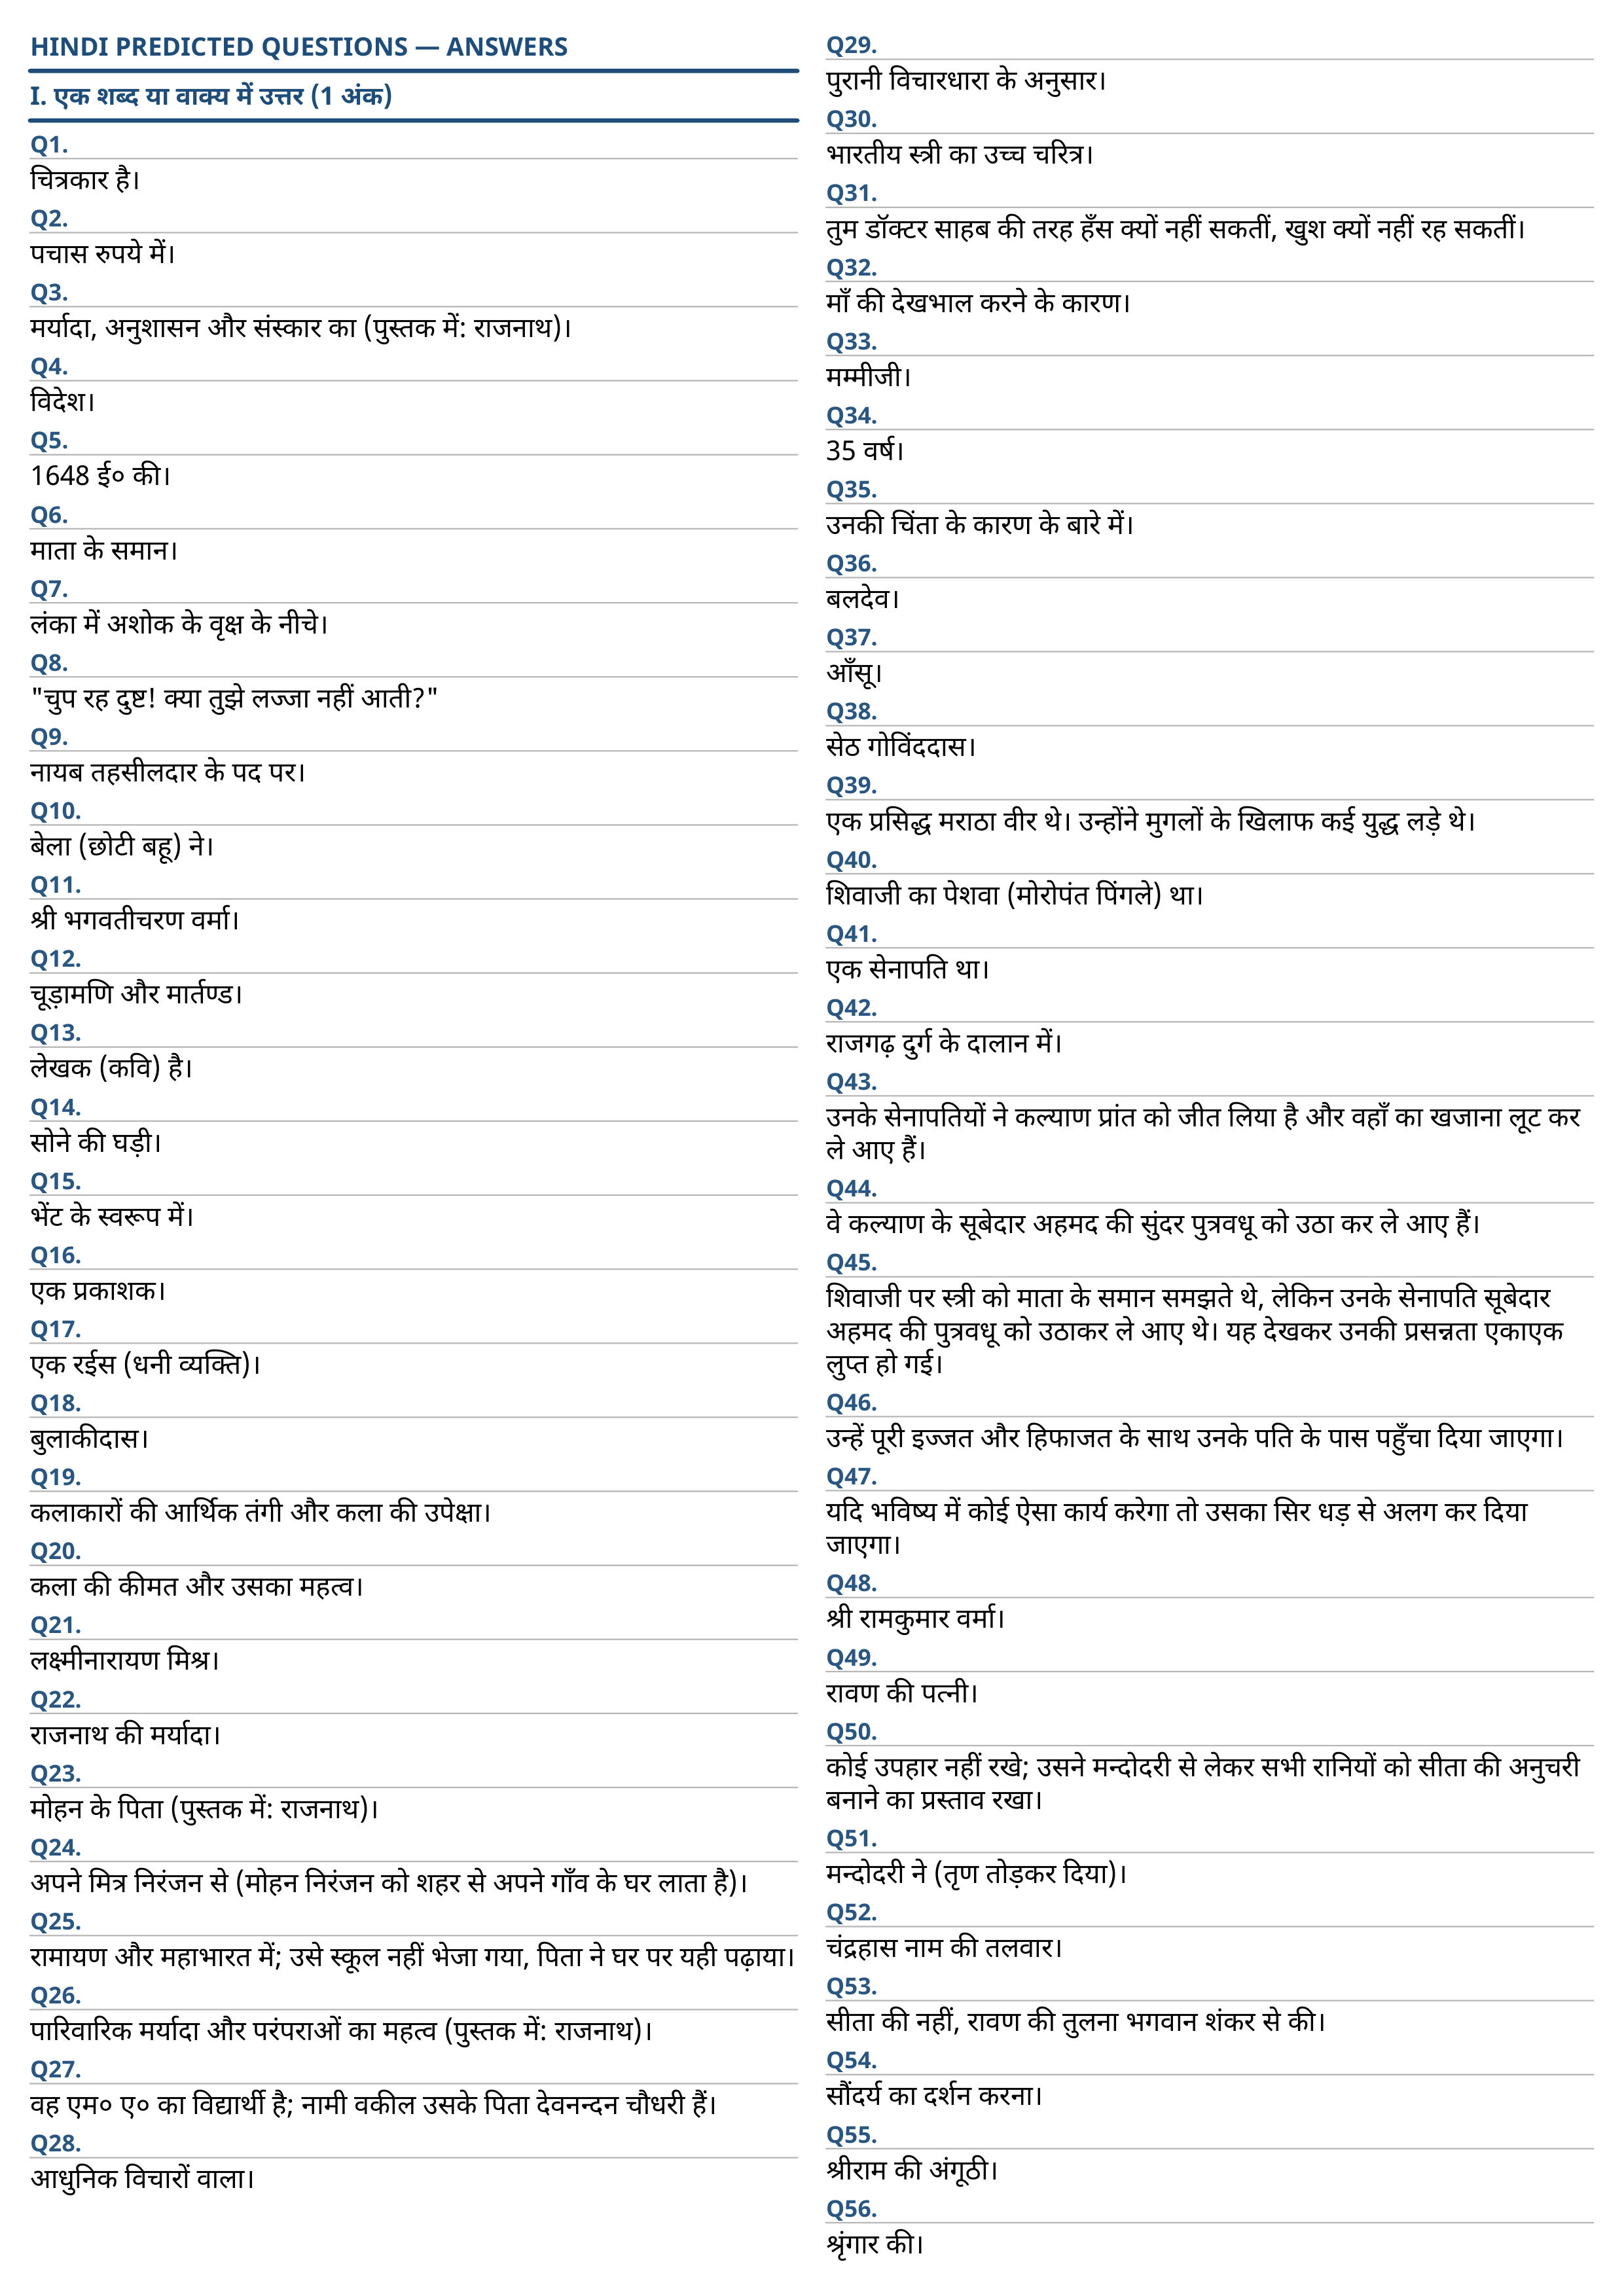 HINDI PREDICTED QUESTIONS — ANSWERS
I. एक शब्द या वाक्य में उत्तर (1 अंक)
Q1.
चित्रकार है।
Q2.
पचास रुपये में।
Q3.
मर्यादा, अनुशासन और संस्कार का (पुस्तक में: राजनाथ)।
Q4.
विदेश।
Q5.
1648 ई० की।
Q6.
माता के समान।
Q7.
लंका में अशोक के वृक्ष के नीचे।
Q8.
"चुप रह दुष्ट! क्या तुझे लज्जा नहीं आती?"
Q9.
नायब तहसीलदार के पद पर।
Q10.
बेला (छोटी बहू) ने।
Q11.
श्री भगवतीचरण वर्मा।
Q12.
चूड़ामणि और मार्तण्ड।
Q13.
लेखक (कवि) है।
Q14.
सोने की घड़ी।
Q15.
भेंट के स्वरूप में।
Q16.
एक प्रकाशक।
Q17.
एक रईस (धनी व्यक्ति)।
Q18.
बुलाकीदास।
Q19.
कलाकारों की आर्थिक तंगी और कला की उपेक्षा।
Q20.
कला की कीमत और उसका महत्व।
Q21.
लक्ष्मीनारायण मिश्र।
Q22.
राजनाथ की मर्यादा।
Q23.
मोहन के पिता (पुस्तक में: राजनाथ)।
Q24.
अपने मित्र निरंजन से (मोहन निरंजन को शहर से अपने गाँव के घर लाता है)।
Q25.
रामायण और महाभारत में; उसे स्कूल नहीं भेजा गया, पिता ने घर पर यही पढ़ाया।
Q26.
पारिवारिक मर्यादा और परंपराओं का महत्व (पुस्तक में: राजनाथ)।
Q27.
वह एम० ए० का विद्यार्थी है; नामी वकील उसके पिता देवनन्दन चौधरी हैं।
Q28.
आधुनिक विचारों वाला।
Q29.
पुरानी विचारधारा के अनुसार।
Q30.
भारतीय स्त्री का उच्च चरित्र।
Q31.
तुम डॉक्टर साहब की तरह हँस क्यों नहीं सकतीं, खुश क्यों नहीं रह सकतीं।
Q32.
माँ की देखभाल करने के कारण।
Q33.
मम्मीजी।
Q34.
35 वर्ष।
Q35.
उनकी चिंता के कारण के बारे में।
Q36.
बलदेव।
Q37.
आँसू।
Q38.
सेठ गोविंददास।
Q39.
एक प्रसिद्ध मराठा वीर थे। उन्होंने मुगलों के खिलाफ कई युद्ध लड़े थे।
Q40.
शिवाजी का पेशवा (मोरोपंत पिंगले) था।
Q41.
एक सेनापति था।
Q42.
राजगढ़ दुर्ग के दालान में।
Q43.
उनके सेनापतियों ने कल्याण प्रांत को जीत लिया है और वहाँ का खजाना लूट कर
ले आए हैं।
Q44.
वे कल्याण के सूबेदार अहमद की सुंदर पुत्रवधू को उठा कर ले आए हैं।
Q45.
शिवाजी पर स्त्री को माता के समान समझते थे, लेकिन उनके सेनापति सूबेदार
अहमद की पुत्रवधू को उठाकर ले आए थे। यह देखकर उनकी प्रसन्नता एकाएक
लुप्त हो गई।
Q46.
उन्हें पूरी इज्जत और हिफाजत के साथ उनके पति के पास पहुँचा दिया जाएगा।
Q47.
यदि भविष्य में कोई ऐसा कार्य करेगा तो उसका सिर धड़ से अलग कर दिया
जाएगा।
Q48.
श्री रामकुमार वर्मा।
Q49.
रावण की पत्नी।
Q50.
कोई उपहार नहीं रखे; उसने मन्दोदरी से लेकर सभी रानियों को सीता की अनुचरी
बनाने का प्रस्ताव रखा।
Q51.
मन्दोदरी ने (तृण तोड़कर दिया)।
Q52.
चंद्रहास नाम की तलवार।
Q53.
सीता की नहीं, रावण की तुलना भगवान शंकर से की।
Q54.
सौंदर्य का दर्शन करना।
Q55.
श्रीराम की अंगूठी।
Q56.
श्रृंगार की।